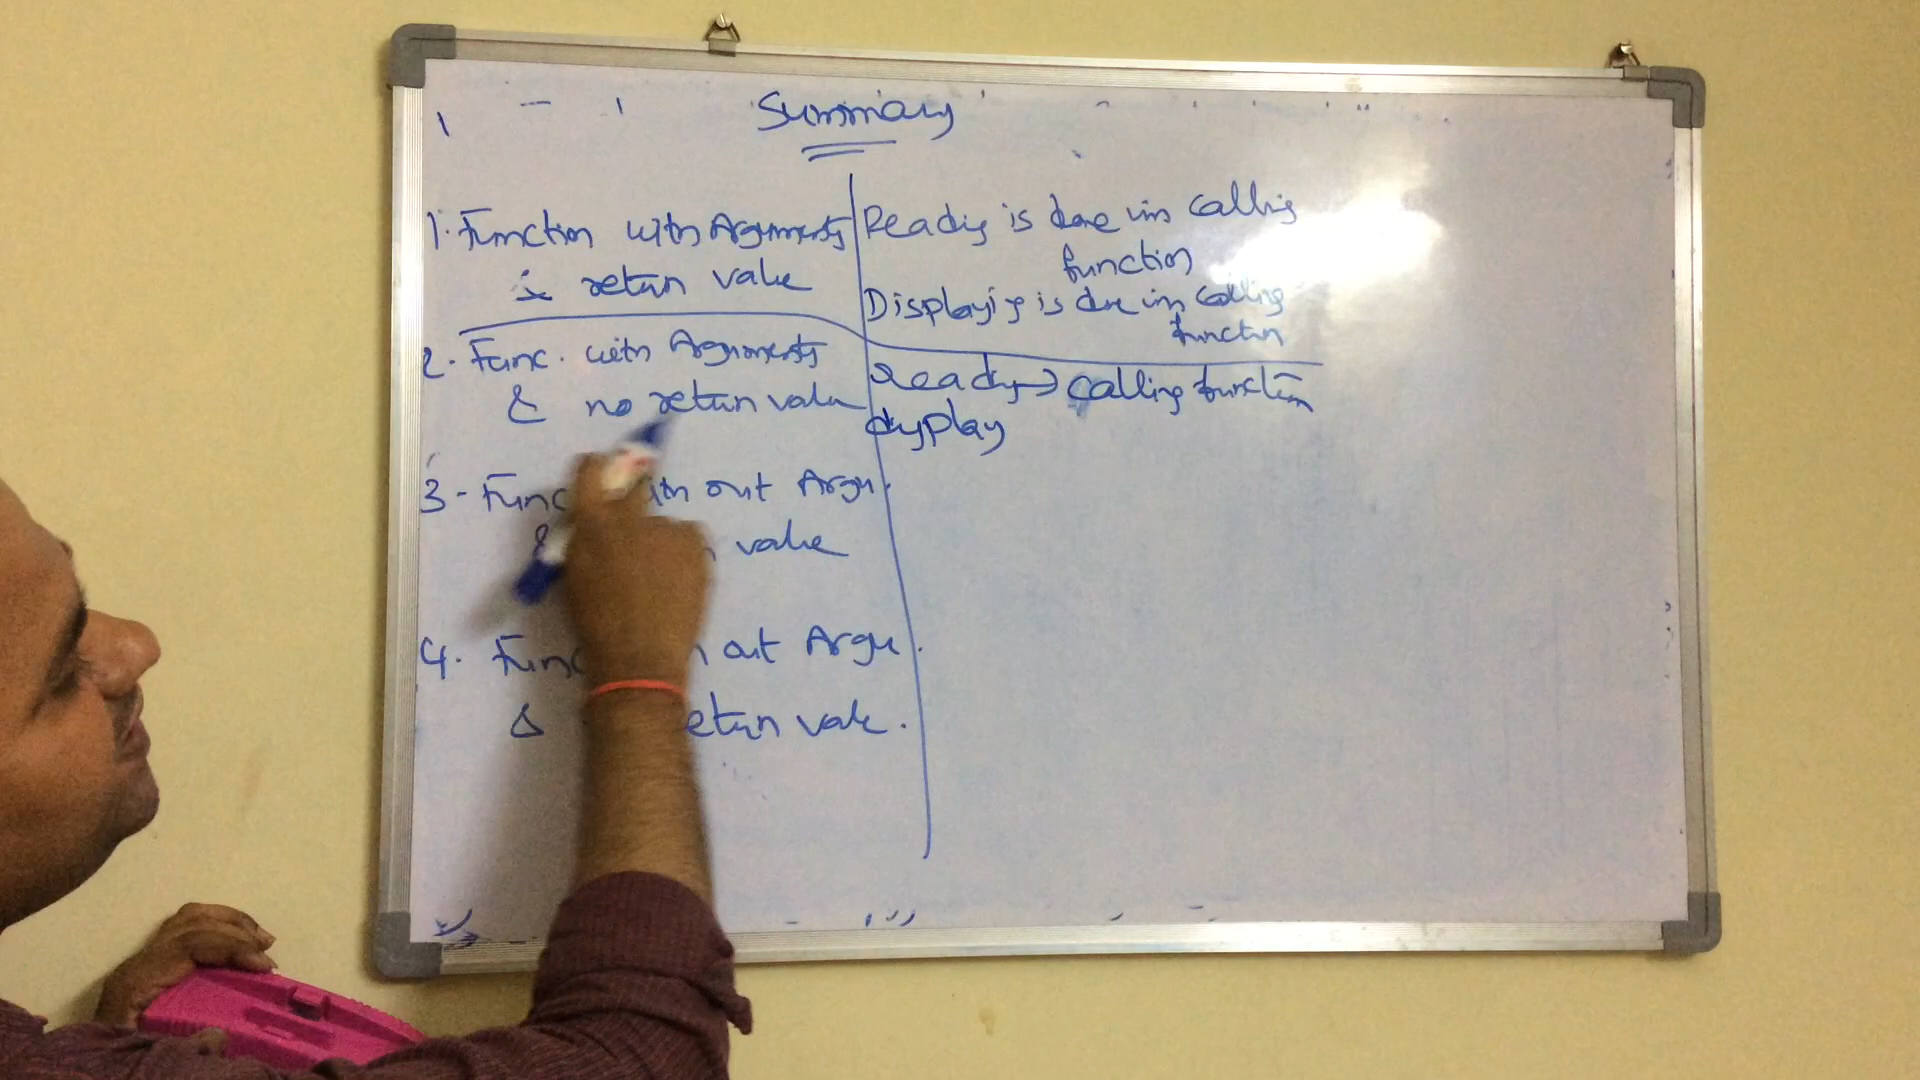 Summary
1. Function with Arguments
& return value
Reading is done in calling
function
Displaying is done in calling
function
2. Func. with Arguments
& no return value
Reading → calling function
display
3 - Func out Argu.
& value
4. Func out Argu.
& return value.